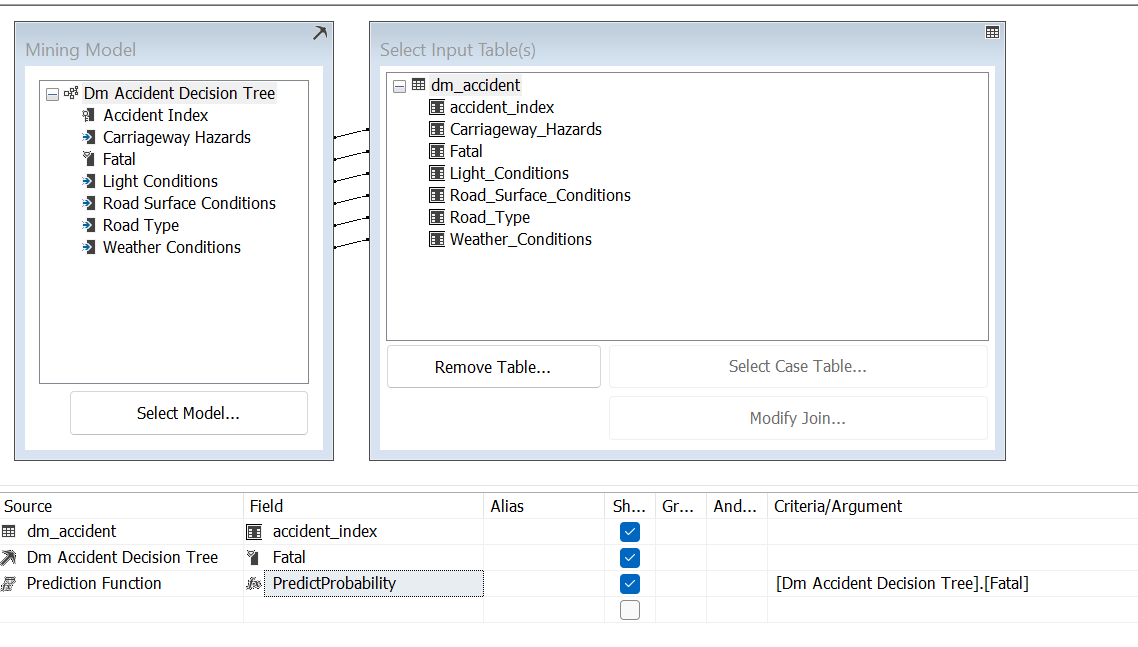 Mining Model
Dm Accident Decision Tree
Accident Index
Carriageway Hazards
Fatal
Light Conditions
Road Surface Conditions
Road Type
Weather Conditions
Select Model...
Select Input Table(s)
dm_accident
accident_index
Carriageway_Hazards
Fatal
Light_Conditions
Road_Surface_Conditions
Road_Type
Weather_Conditions
Remove Table...
Select Case Table...
Modify Join...
Source Field Alias Sh... Gr... And... Criteria/Argument
dm_accident accident_index
Dm Accident Decision Tree Fatal
Prediction Function PredictProbability [Dm Accident Decision Tree].[Fatal]